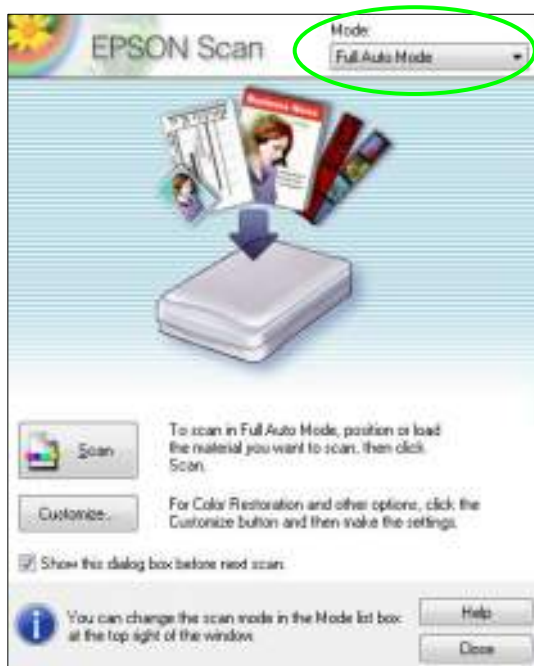 EPSON Scan
Mode:
Full Auto Mode
Business News
Scan
To scan in Full Auto Mode, position or load
the material you want to scan, then click
Scan.
Customize...
For Color Restoration and other options, click the
Customize button and then make the settings.
Show this dialog box before next scan.
You can change the scan mode in the Mode list box
at the top right of the window.
Help
Close